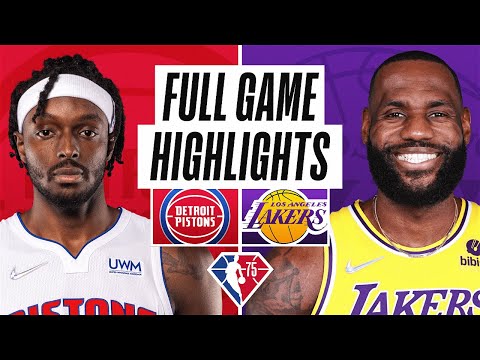 FULL GAME
HIGHLIGHTS
DETROIT
PISTONS
LOS ANGELES
LAKERS
UWM
PISTONS
75
LAKERS
bibi